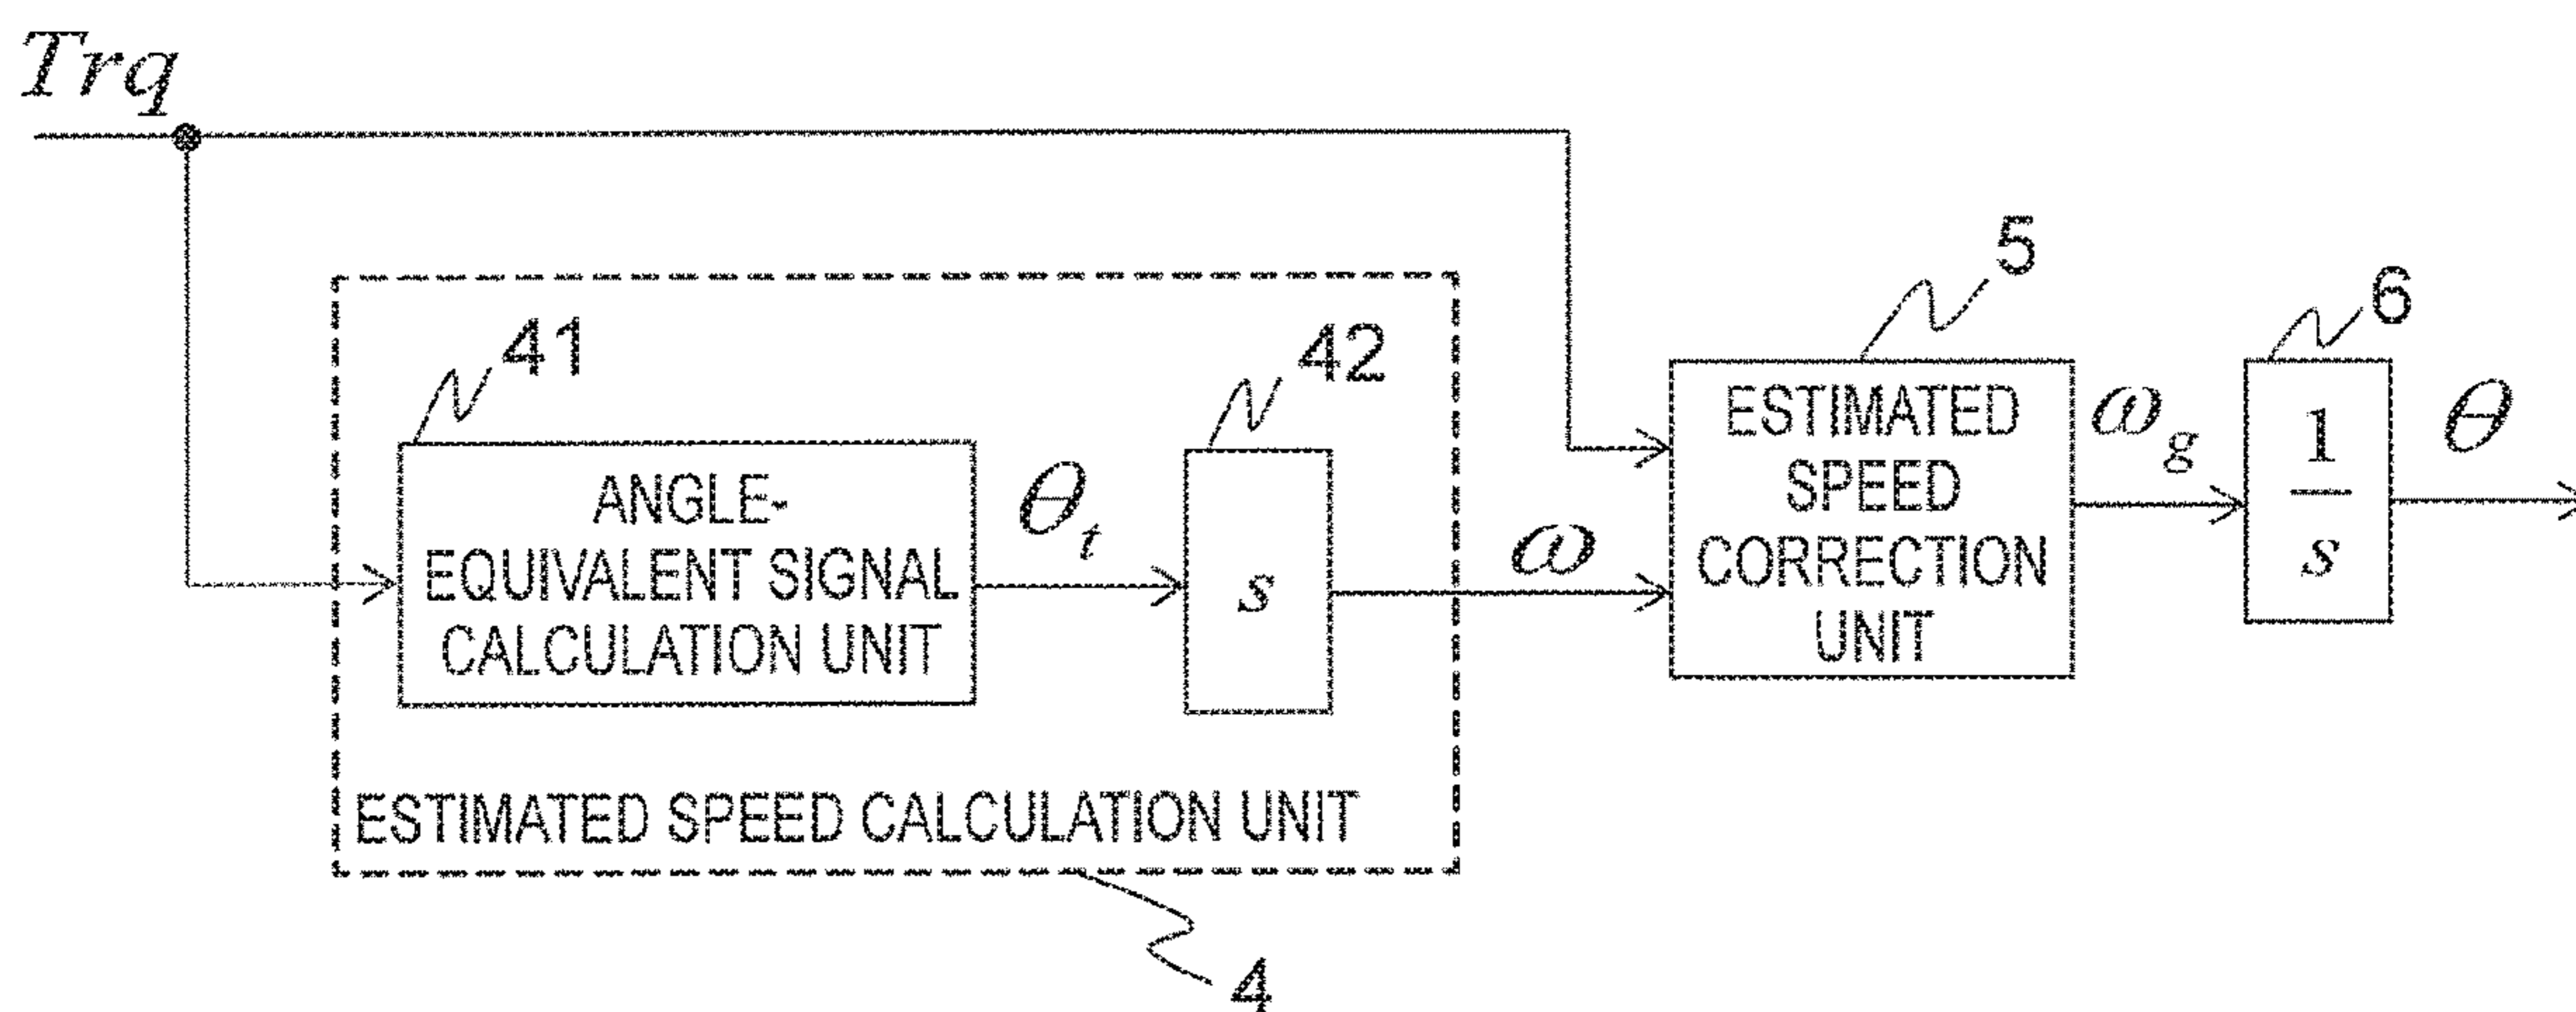 Trq
5
6
41
42
ANGLE-
EQUIVALENT SIGNAL
CALCULATION UNIT
θt
s
ω
ESTIMATED
SPEED
CORRECTION
UNIT
ωg
1
s
θ
ESTIMATED SPEED CALCULATION UNIT
4